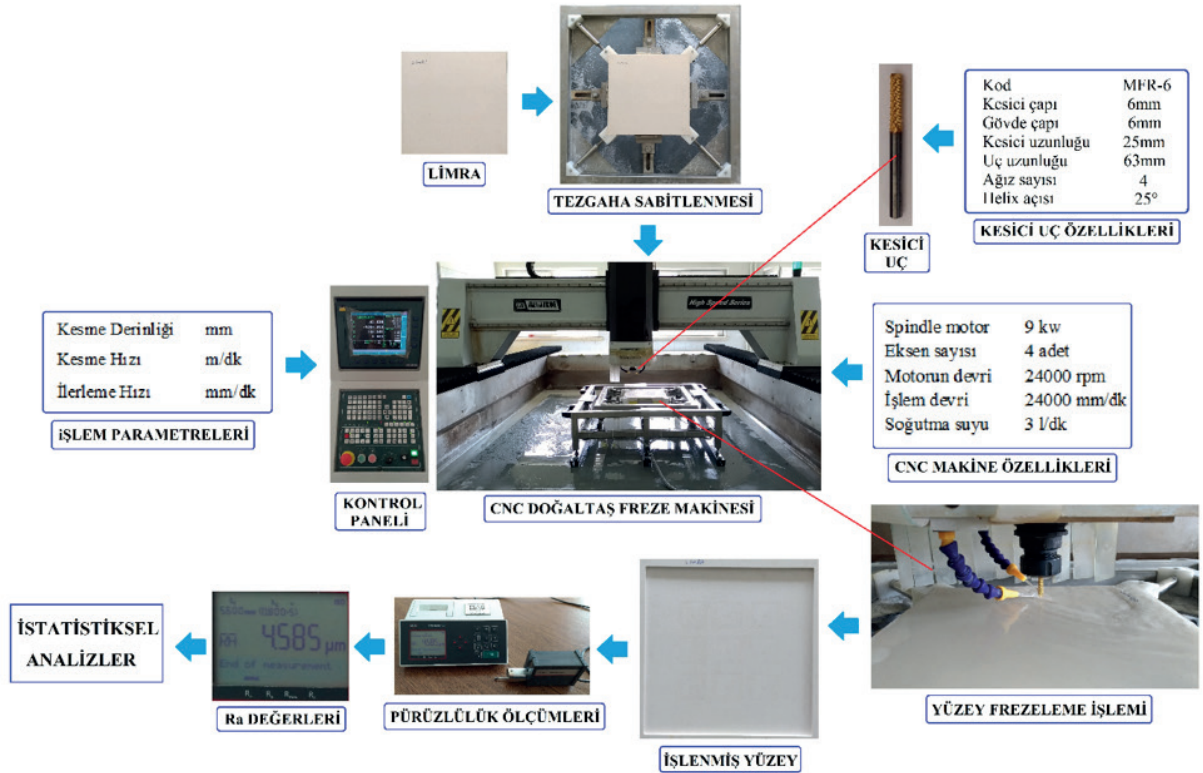 LİMRA
TEZGAHA SABİTLENMESİ
KESİCİ
UÇ
Kod MFR-6
Kesici çapı 6mm
Gövde çapı 6mm
Kesici uzunluğu 25mm
Uç uzunluğu 63mm
Ağız sayısı 4
Helix açısı 25°
KESİCİ UÇ ÖZELLİKLERİ
Kesme Derinliği mm
Kesme Hızı m/dk
İlerleme Hızı mm/dk
iŞLEM PARAMETRELERİ
KONTROL
PANELİ
High Speed Series
CNC DOĞALTAŞ FREZE MAKİNESİ
Spindle motor 9 kw
Eksen sayısı 4 adet
Motorun devri 24000 rpm
İşlem devri 24000 mm/dk
Soğutma suyu 3 l/dk
CNC MAKİNE ÖZELLİKLERİ
YÜZEY FREZELEME İŞLEMİ
İŞLENMİŞ YÜZEY
PÜRÜZLÜLÜK ÖLÇÜMLERİ
4.585 µm
End of measurement
Ra DEĞERLERİ
İSTATİSTİKSEL
ANALİZLER